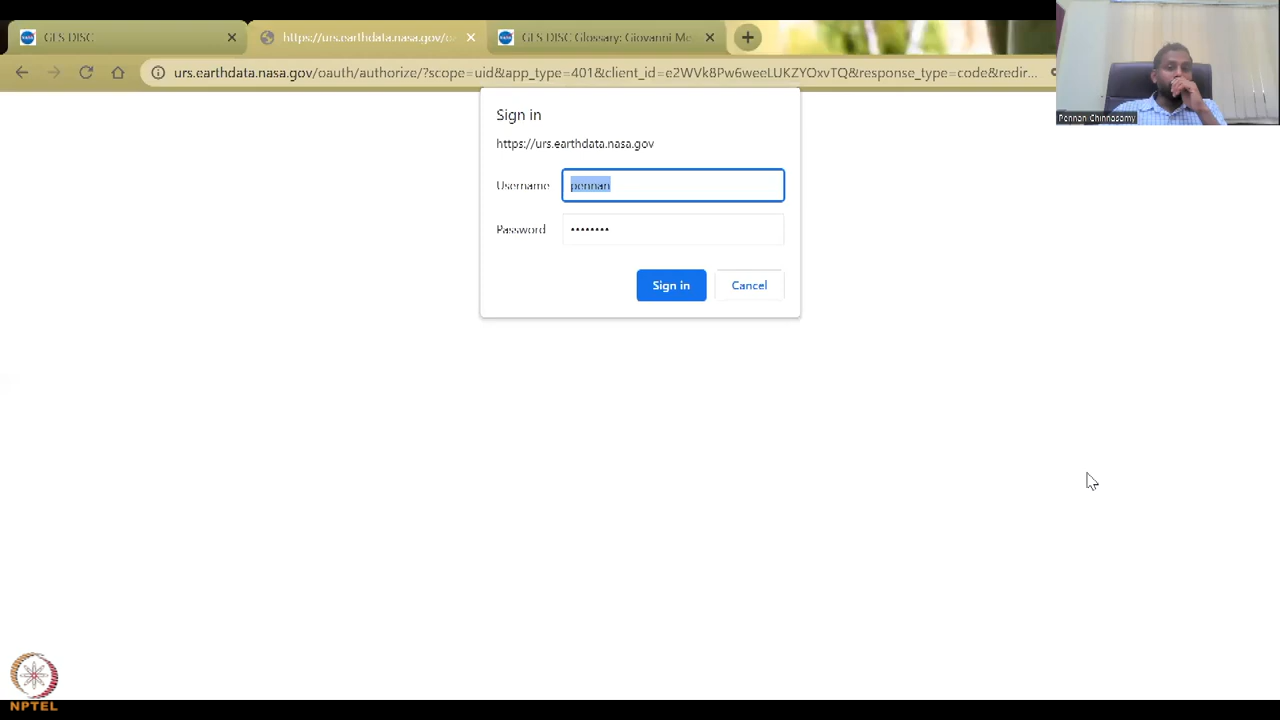 GES DISC
https://urs.earthdata.nasa.gov/o
GES DISC Glossary: Giovanni Me
urs.earthdata.nasa.gov/oauth/authorize/?scope=uid&app_type=401&client_id=e2WVk8Pw6weeLUKZYOxvTQ&response_type=code&redir...
Pennan Chinnasamy
Sign in
https://urs.earthdata.nasa.gov
Username
pennan
Password
Sign in
Cancel
NPTEL